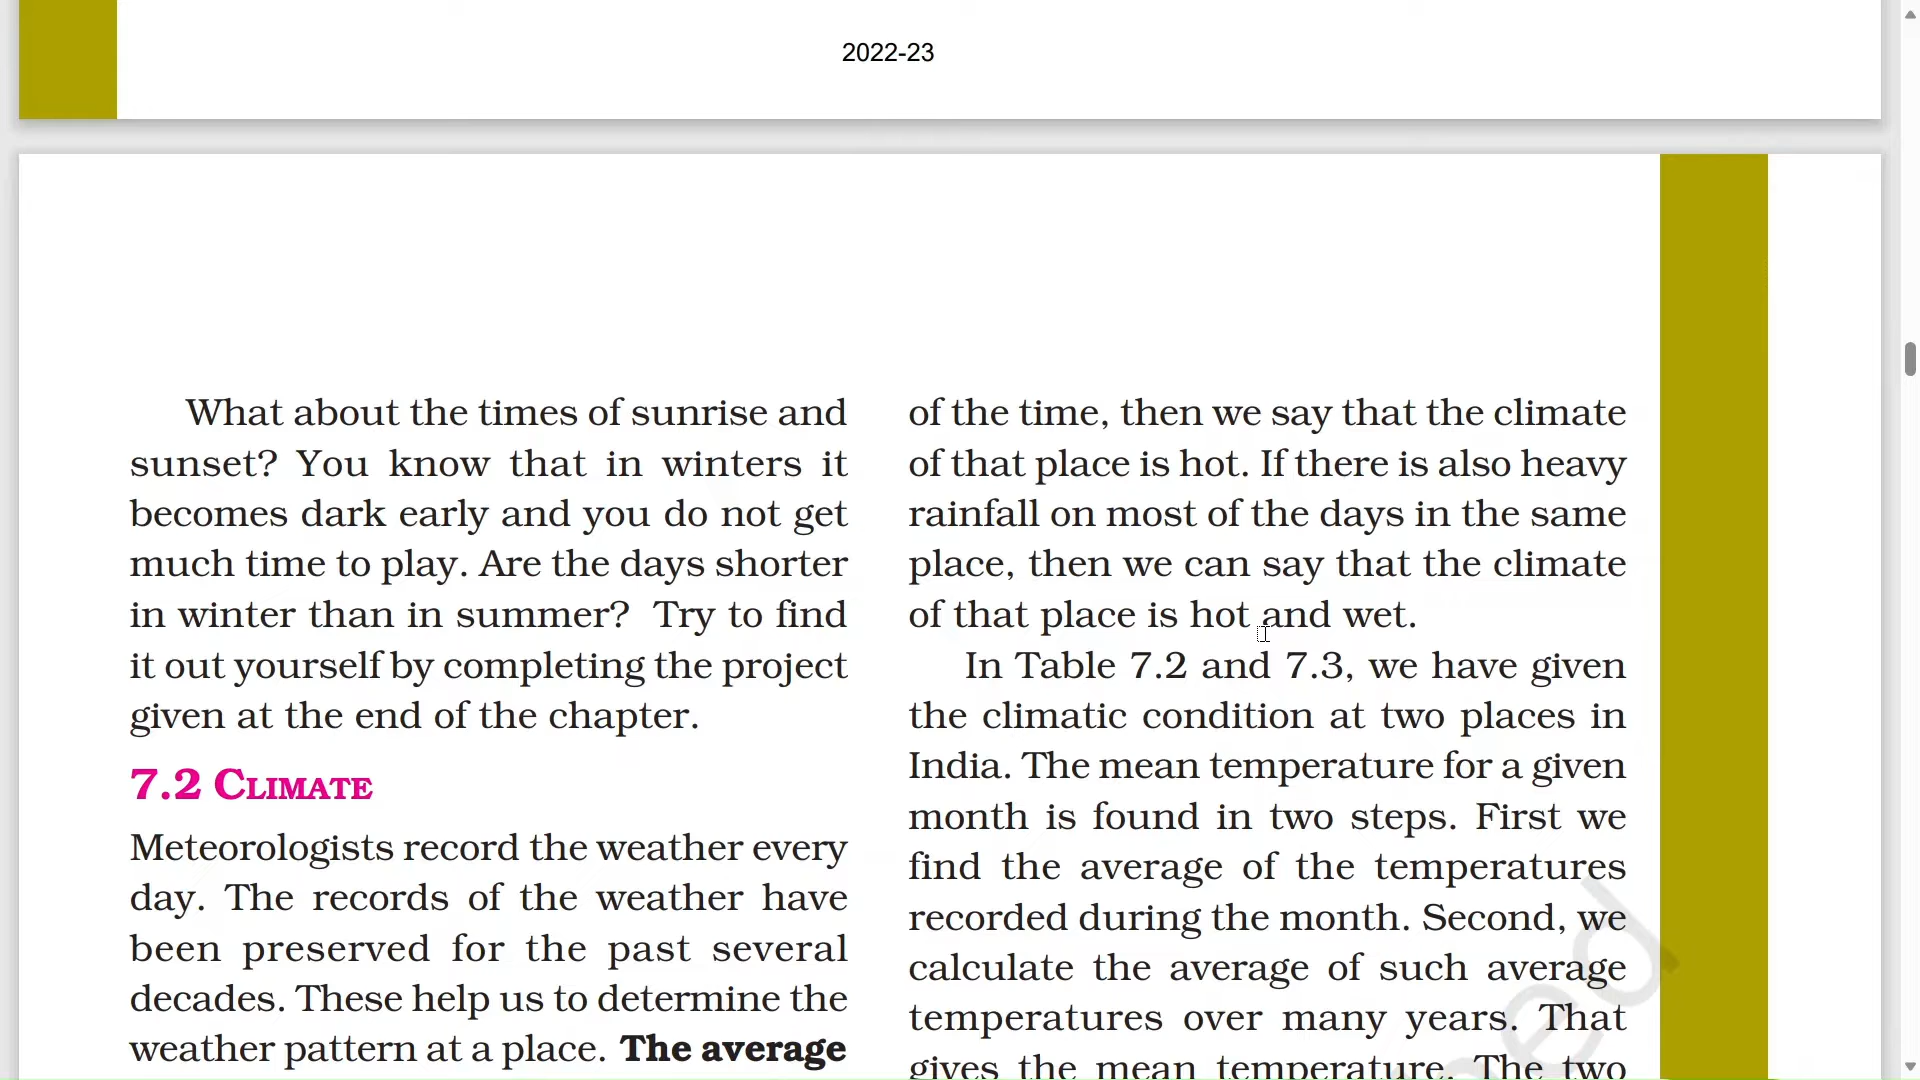 2022-23
What about the times of sunrise and
sunset? You know that in winters it
becomes dark early and you do not get
much time to play. Are the days shorter
in winter than in summer? Try to find
it out yourself by completing the project
given at the end of the chapter.
7.2 CLIMATE
Meteorologists record the weather every
day. The records of the weather have
been preserved for the past several
decades. These help us to determine the
weather pattern at a place. The average
of the time, then we say that the climate
of that place is hot. If there is also heavy
rainfall on most of the days in the same
place, then we can say that the climate
of that place is hot and wet.
In Table 7.2 and 7.3, we have given
the climatic condition at two places in
India. The mean temperature for a given
month is found in two steps. First we
find the average of the temperatures
recorded during the month. Second, we
calculate the average of such average
temperatures over many years. That
gives the mean temperature. The two